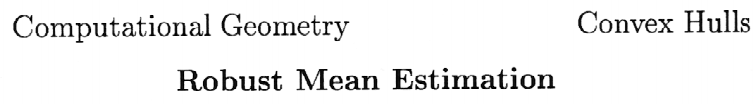 Computational Geometry Convex Hulls
Robust Mean Estimation